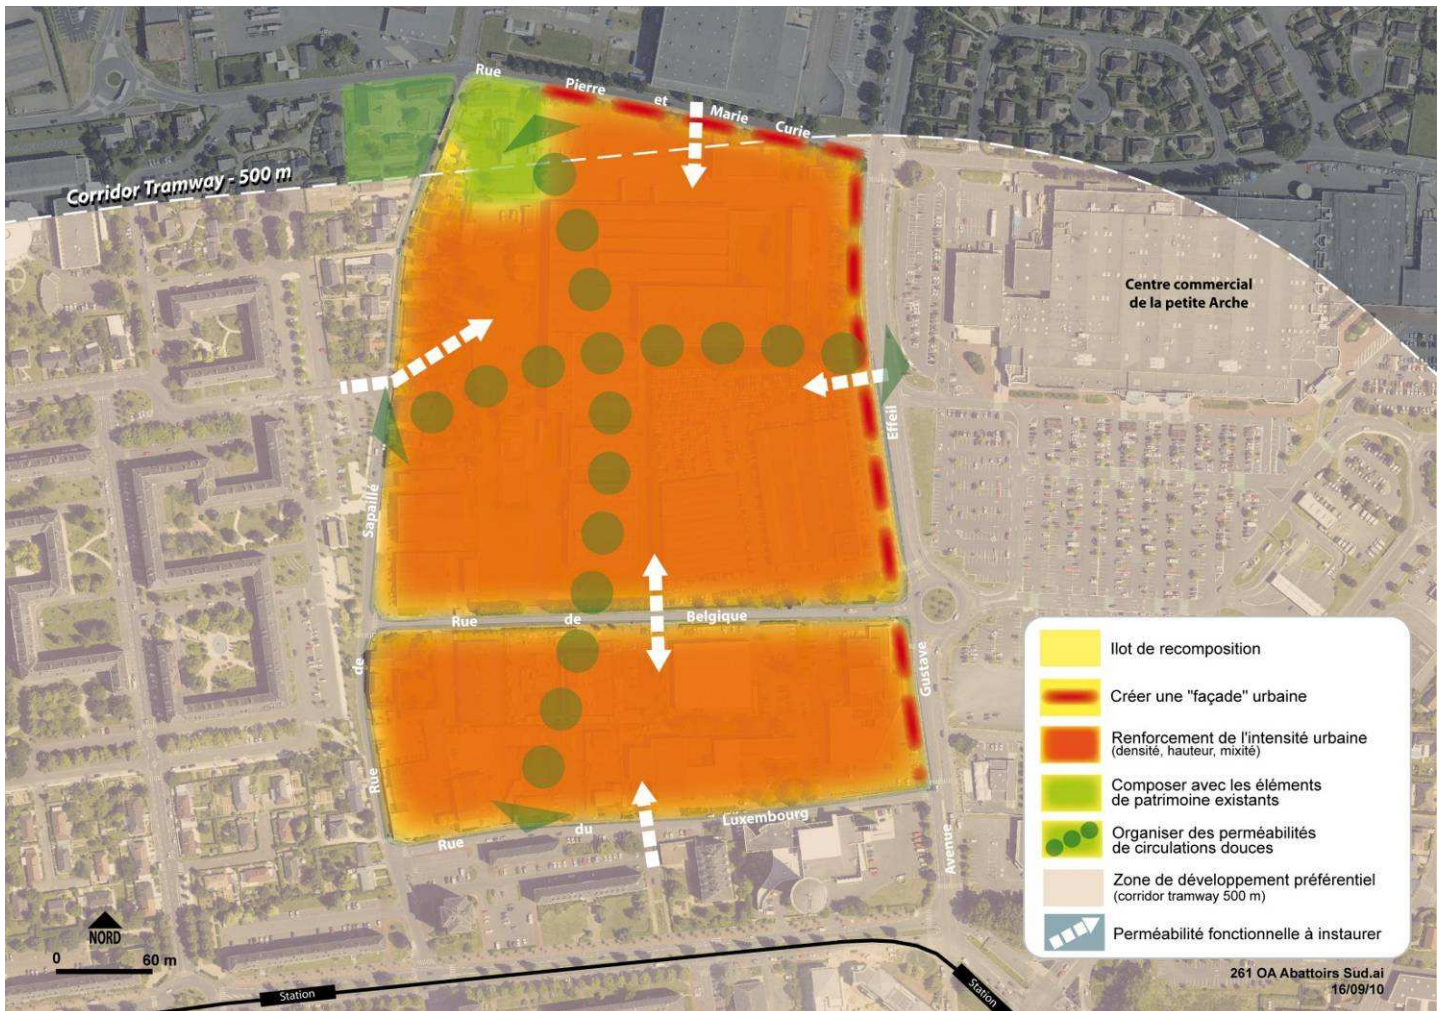 Rue Pierre et Marie Curie
Corridor Tramway - 500 m
Centre commercial
de la petite Arche
Rue de Sapaille
Avenue Gustave Effeil
Rue de Belgique
Rue du Luxembourg
Ilot de recomposition
Créer une "façade" urbaine
Renforcement de l'intensité urbaine
(densité, hauteur, mixité)
Composer avec les éléments
de patrimoine existants
Organiser des perméabilités
de circulations douces
Zone de développement préférentiel
(corridor tramway 500 m)
Perméabilité fonctionnelle à instaurer
NORD
0 60 m
Station
Station
261 OA Abattoirs Sud.ai
16/09/10